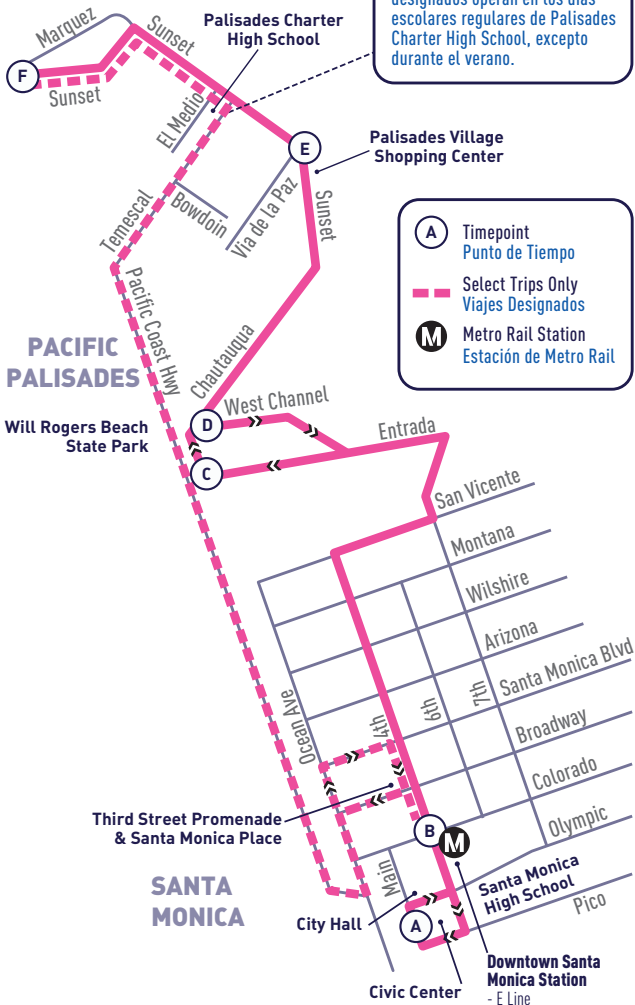 designados operan en los días
escolares regulares de Palisades
Charter High School, excepto
durante el verano.
Marquez
Sunset
Palisades Charter
High School
F
Sunset
El Medio
E
Palisades Village
Shopping Center
Bowdoin
Via de la Paz
Sunset
Temescal
A
Timepoint
Punto de Tiempo
Select Trips Only
Viajes Designados
M
Metro Rail Station
Estación de Metro Rail
Pacific Coast Hwy
PACIFIC
PALISADES
Chautauqua
Will Rogers Beach
State Park
D
West Channel
Entrada
C
San Vicente
Montana
Wilshire
Arizona
Santa Monica Blvd
Broadway
Colorado
Olympic
Pico
Ocean Ave
4th
6th
7th
Third Street Promenade
& Santa Monica Place
B
M
Main
SANTA
MONICA
Santa Monica
High School
City Hall
A
Civic Center
Downtown Santa
Monica Station
- E Line